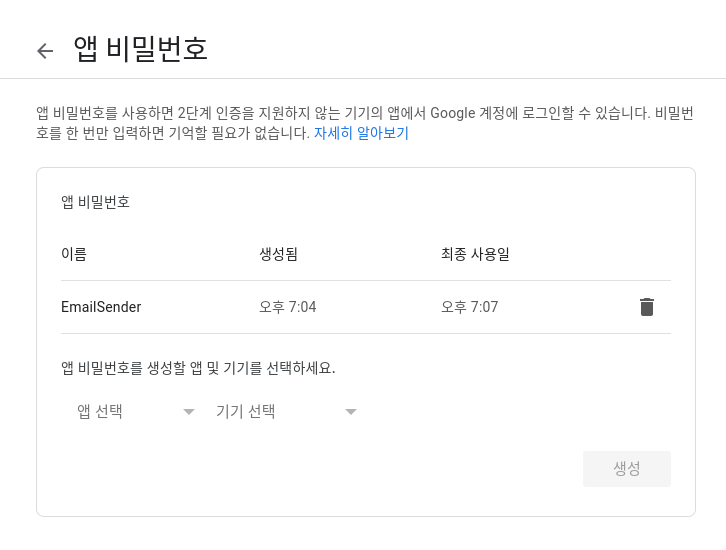 앱 비밀번호
앱 비밀번호를 사용하면 2단계 인증을 지원하지 않는 기기의 앱에서 Google 계정에 로그인할 수 있습니다. 비밀번
호를 한 번만 입력하면 기억할 필요가 없습니다. 자세히 알아보기
앱 비밀번호
이름 생성됨 최종 사용일
EmailSender 오후 7:04 오후 7:07
앱 비밀번호를 생성할 앱 및 기기를 선택하세요.
앱 선택 기기 선택
생성